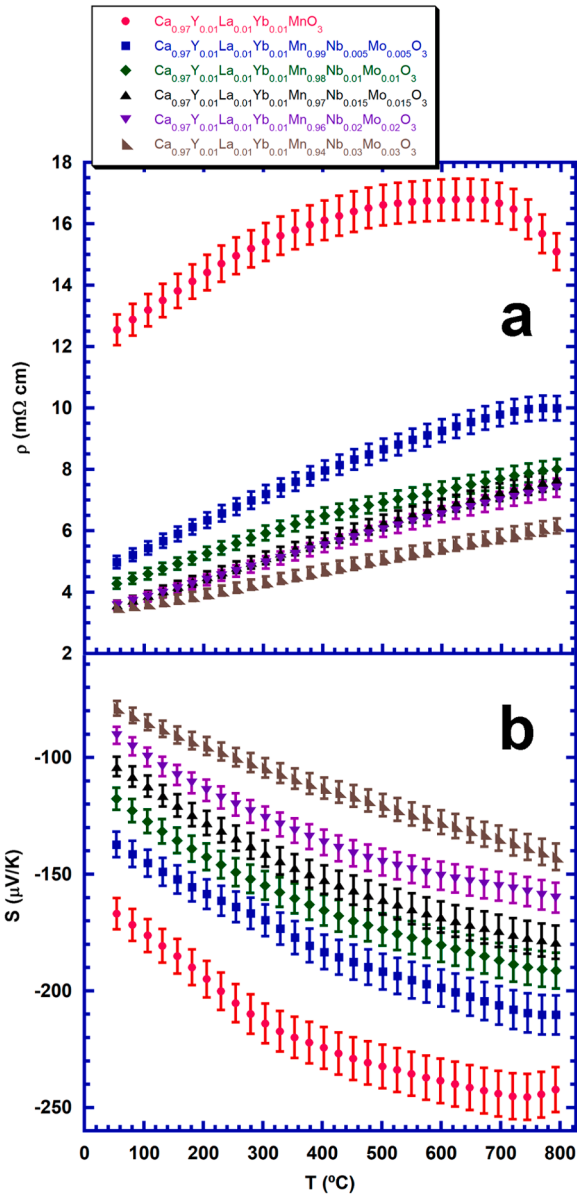 Ca₀.₉₇Y₀.₀₁La₀.₀₁Yb₀.₀₁MnO₃
Ca₀.₉₇Y₀.₀₁La₀.₀₁Yb₀.₀₁Mn₀.₉₉Nb₀.₀₀₅Mo₀.₀₀₅O₃
Ca₀.₉₇Y₀.₀₁La₀.₀₁Yb₀.₀₁Mn₀.₉₈Nb₀.₀₁Mo₀.₀₁O₃
Ca₀.₉₇Y₀.₀₁La₀.₀₁Yb₀.₀₁Mn₀.₉₇Nb₀.₀₁₅Mo₀.₀₁₅O₃
Ca₀.₉₇Y₀.₀₁La₀.₀₁Yb₀.₀₁Mn₀.₉₆Nb₀.₀₂Mo₀.₀₂O₃
Ca₀.₉₇Y₀.₀₁La₀.₀₁Yb₀.₀₁Mn₀.₉₄Nb₀.₀₃Mo₀.₀₃O₃
18
16
14
12
10
8
6
4
2
ρ (mΩ cm)
a
-100
-150
-200
-250
S (μV/K)
b
0 100 200 300 400 500 600 700 800
T (ºC)